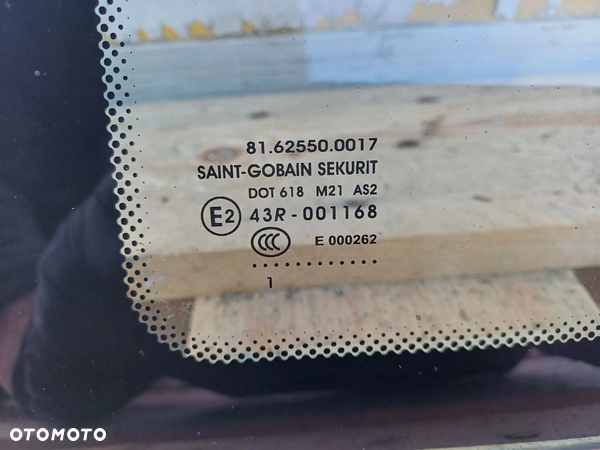 81.62550.0017
SAINT-GOBAIN SEKURIT
DOT 618 M21 AS2
E2 43R-001168
CCC E 000262
. . . . . . . . . . . . .
1
OTOMOTO